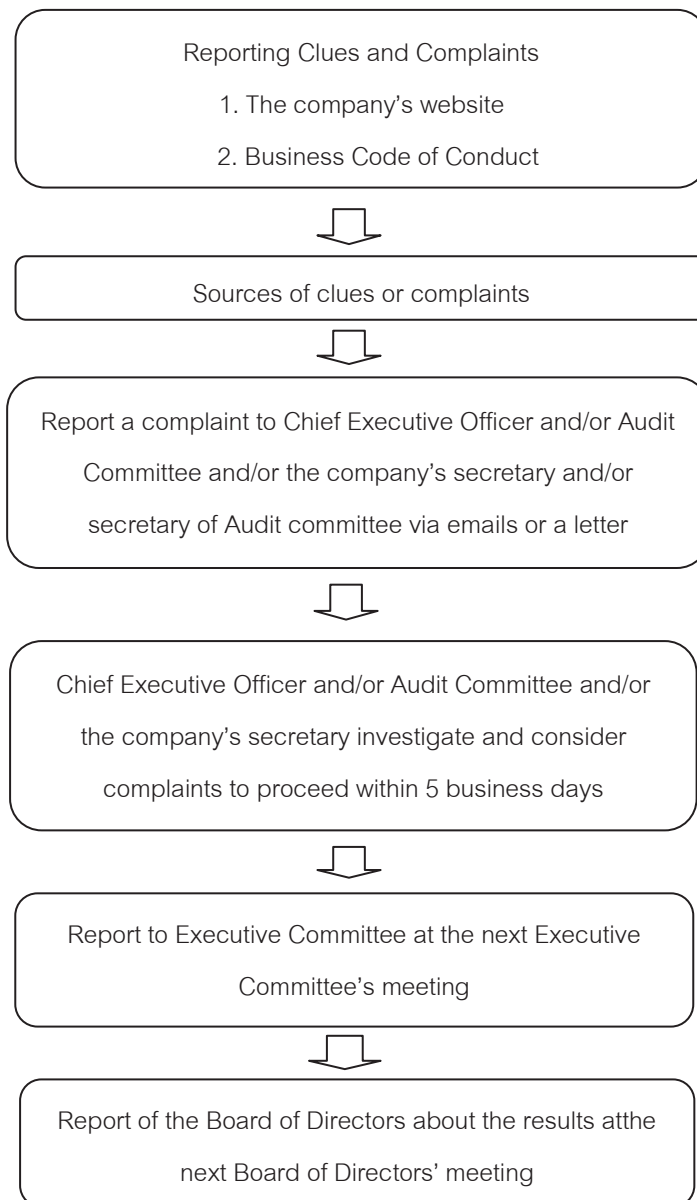 Reporting Clues and Complaints
1. The company's website
2. Business Code of Conduct
Sources of clues or complaints
Report a complaint to Chief Executive Officer and/or Audit
Committee and/or the company's secretary and/or
secretary of Audit committee via emails or a letter
Chief Executive Officer and/or Audit Committee and/or
the company's secretary investigate and consider
complaints to proceed within 5 business days
Report to Executive Committee at the next Executive
Committee's meeting
Report of the Board of Directors about the results atthe
next Board of Directors' meeting